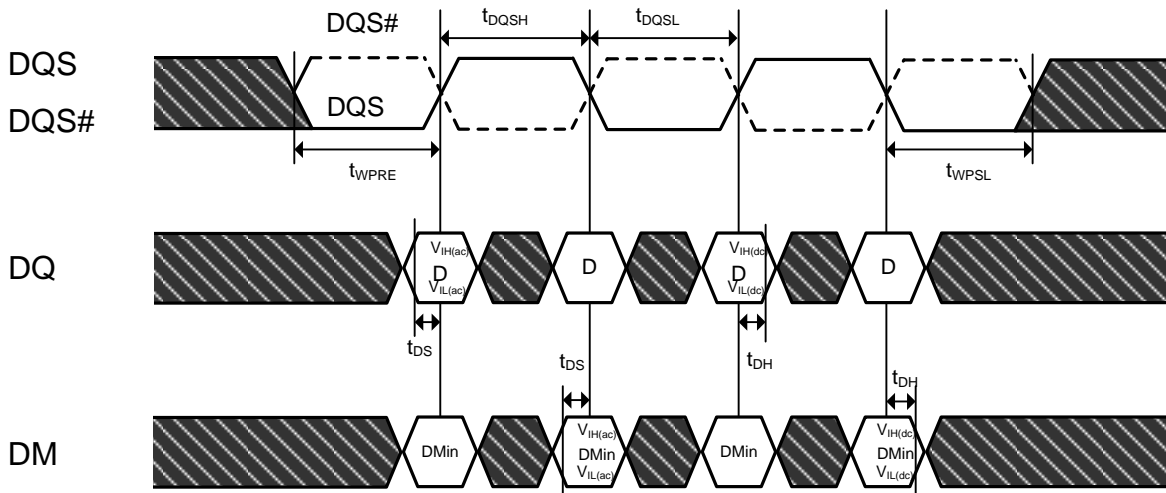 DQS# tDQSH tDQSL
DQS
DQS
DQS#
tWPRE tWPSL
DQ
VIH(ac) D VIL(ac)
D
VIH(dc) D VIL(dc)
D
tDS tDS tDH tDH
DM
DMin
VIH(ac) DMin VIL(ac)
DMin
VIH(dc) DMin VIL(dc)